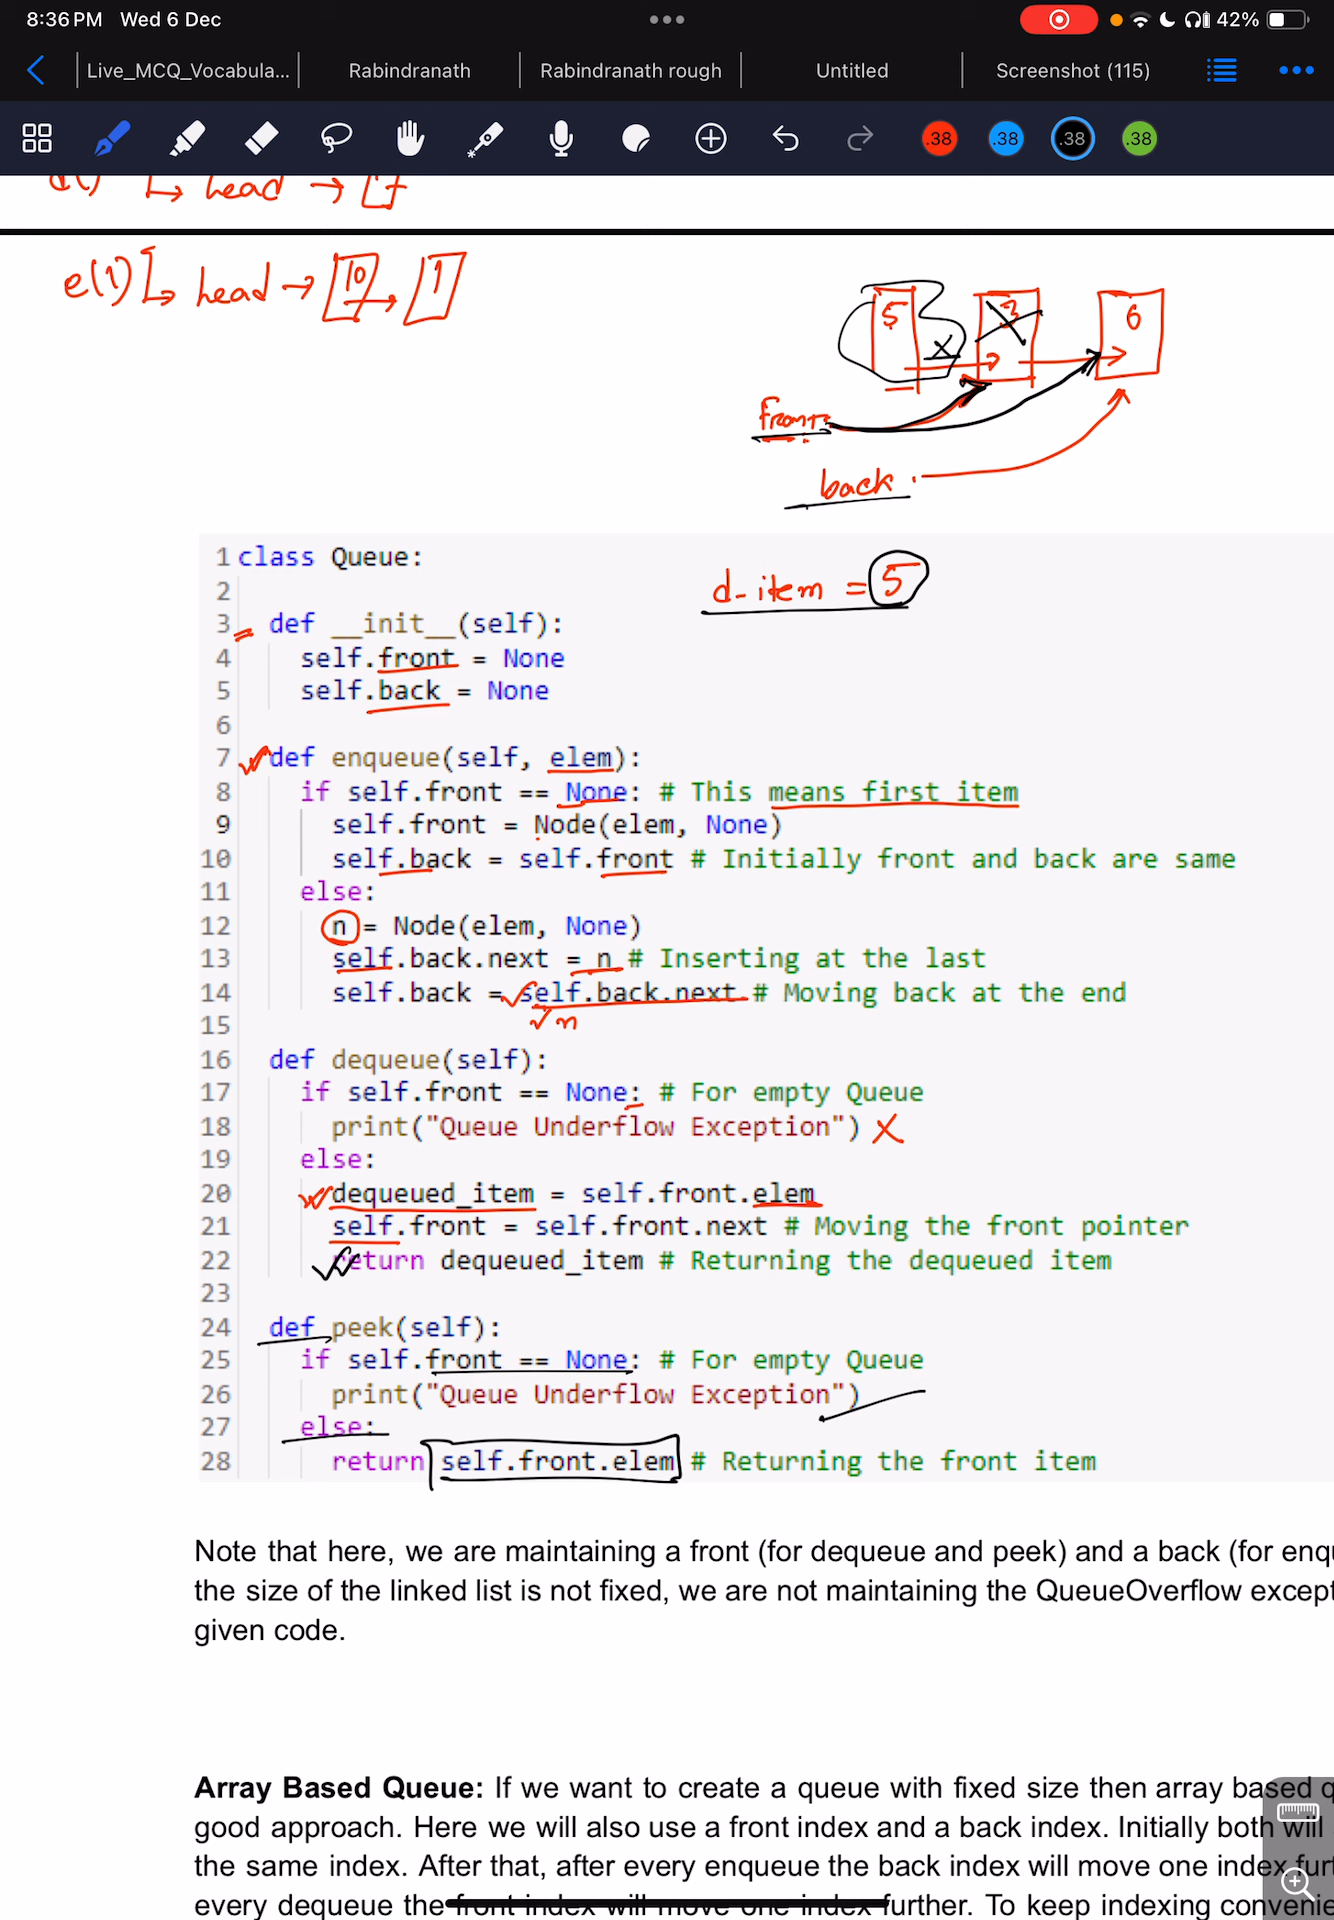 8:36 PM Wed 6 Dec
42%
Live_MCQ_Vocabula... Rabindranath Rabindranath rough Untitled Screenshot (115)
.38 .38 .38 .38
head →
e(1) head → 10 → 1
5 3 6
front
back
1 class Queue:
d-item = 5
2
3 def __init__(self):
4 self.front = None
5 self.back = None
6
7 def enqueue(self, elem):
8 if self.front == None: # This means first item
9 self.front = Node(elem, None)
10 self.back = self.front # Initially front and back are same
11 else:
12 n = Node(elem, None)
13 self.back.next = n # Inserting at the last
14 self.back = self.back.next # Moving back at the end
n
15
16 def dequeue(self):
17 if self.front == None: # For empty Queue
18 print("Queue Underflow Exception")
19 else:
20 dequeued_item = self.front.elem
21 self.front = self.front.next # Moving the front pointer
22 return dequeued_item # Returning the dequeued item
23
24 def peek(self):
25 if self.front == None: # For empty Queue
26 print("Queue Underflow Exception")
27 else:
28 return self.front.elem # Returning the front item
Note that here, we are maintaining a front (for dequeue and peek) and a back (for enq
the size of the linked list is not fixed, we are not maintaining the QueueOverflow except
given code.
Array Based Queue: If we want to create a queue with fixed size then array based q
good approach. Here we will also use a front index and a back index. Initially both will
the same index. After that, after every enqueue the back index will move one index furt
every dequeue the front index will move one index further. To keep indexing convenie